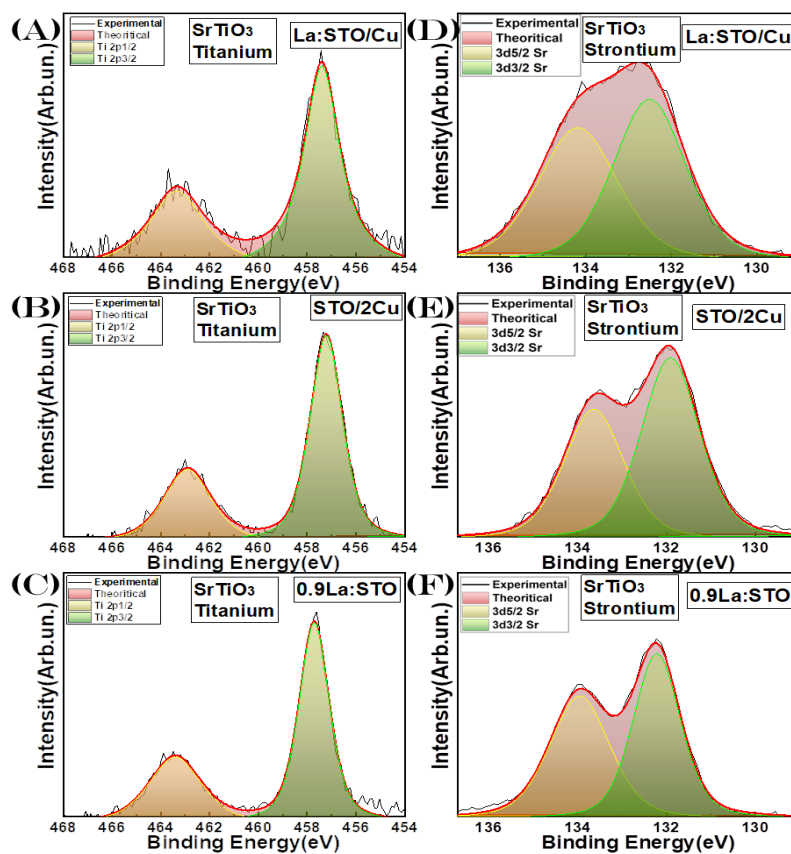 (A)
Experimental
Theoritical
Ti 2p1/2
Ti 2p3/2
SrTiO3
Titanium
La:STO/Cu
Intensity(Arb.un.)
468 466 464 462 460 458 456 454
Binding Energy(eV)
(D)
Experimental
Theoritical
3d5/2 Sr
3d3/2 Sr
SrTiO3
Strontium
La:STO/Cu
Intensity(Arb.un.)
136 134 132 130
Binding Energy(eV)
(B)
Experimental
Theoritical
Ti 2p1/2
Ti 2p3/2
SrTiO3
Titanium
STO/2Cu
Intensity(Arb.un.)
468 466 464 462 460 458 456 454
Binding Energy(eV)
(E)
Experimental
Theoritical
3d5/2 Sr
3d3/2 Sr
SrTiO3
Strontium
STO/2Cu
Intensity(Arb.un.)
136 134 132 130
Binding Energy(eV)
(C)
Experimental
Theoritical
Ti 2p1/2
Ti 2p3/2
SrTiO3
Titanium
0.9La:STO
Intensity(Arb.un.)
468 466 464 462 460 458 456 454
Binding Energy(eV)
(F)
Experimental
Theoritical
3d5/2 Sr
3d3/2 Sr
SrTiO3
Strontium
0.9La:STO
Intensity(Arb.un.)
136 134 132 130
Binding Energy(eV)